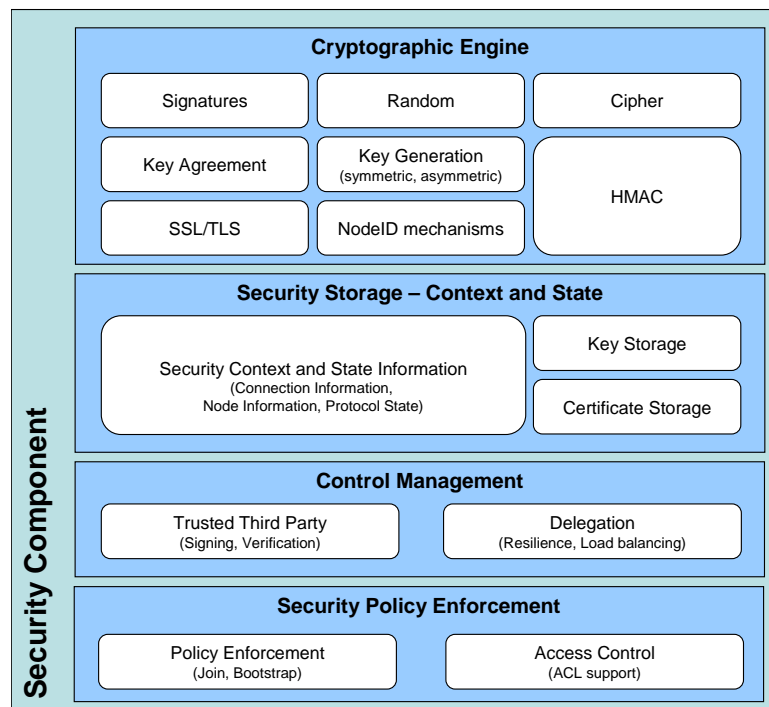 Security Component
Cryptographic Engine
Signatures
Random
Cipher
Key Agreement
Key Generation
(symmetric, asymmetric)
HMAC
SSL/TLS
NodeID mechanisms
Security Storage – Context and State
Security Context and State Information
(Connection Information,
Node Information, Protocol State)
Key Storage
Certificate Storage
Control Management
Trusted Third Party
(Signing, Verification)
Delegation
(Resilience, Load balancing)
Security Policy Enforcement
Policy Enforcement
(Join, Bootstrap)
Access Control
(ACL support)